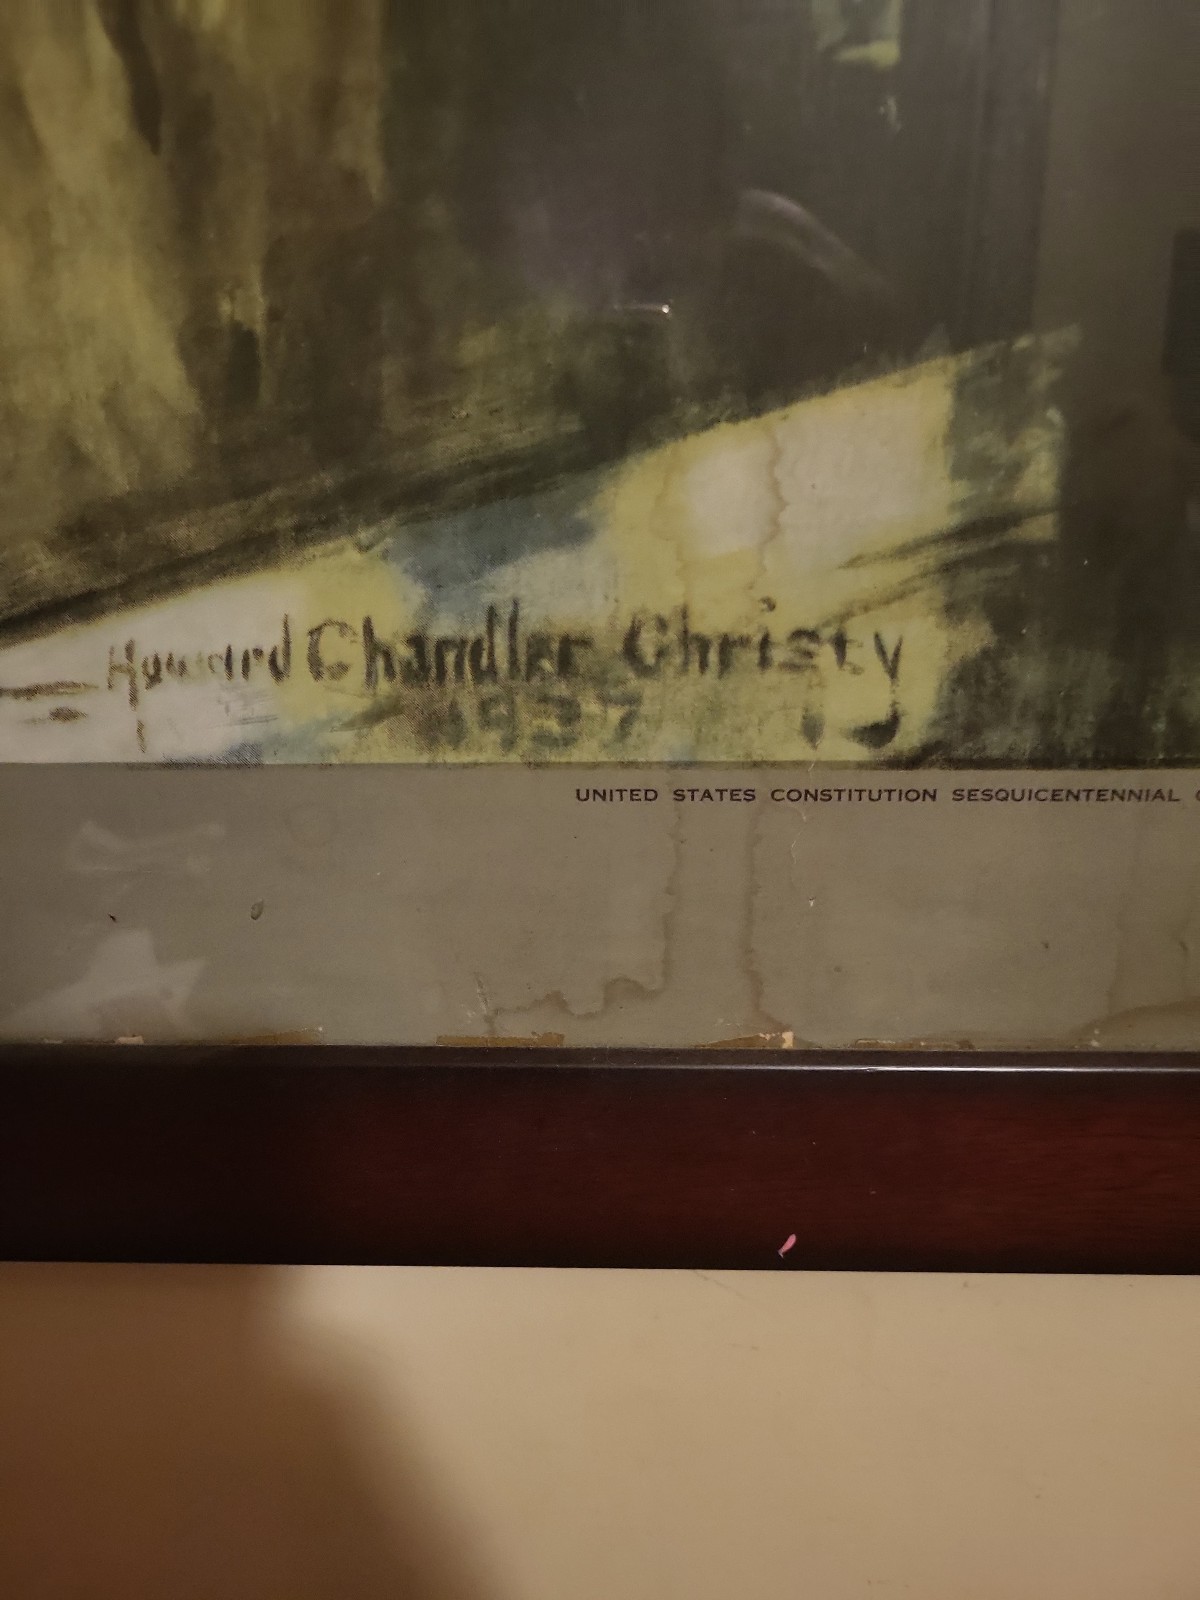 Howard Chandler Christy
1937
UNITED STATES CONSTITUTION SESQUICENTENNIAL